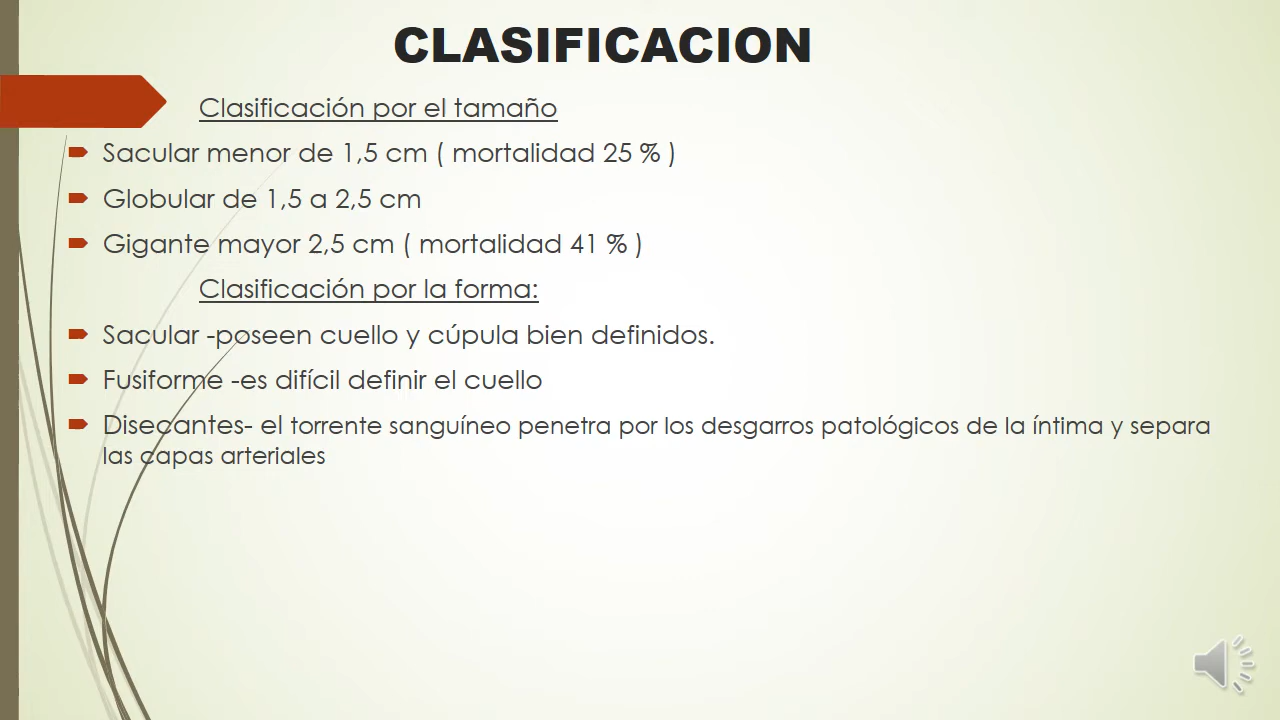 CLASIFICACION
Clasificación por el tamaño
Sacular menor de 1,5 cm ( mortalidad 25 % )
Globular de 1,5 a 2,5 cm
Gigante mayor 2,5 cm ( mortalidad 41 % )
Clasificación por la forma:
Sacular -poseen cuello y cúpula bien definidos.
Fusiforme -es difícil definir el cuello
Disecantes- el torrente sanguíneo penetra por los desgarros patológicos de la íntima y separa
las capas arteriales